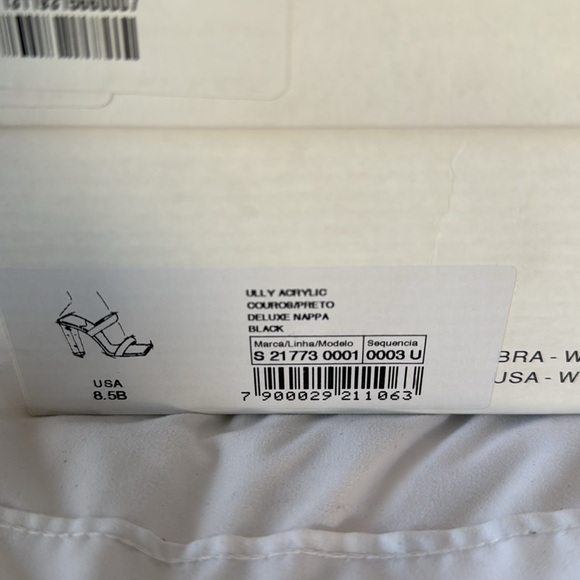 ULLY ACRYLIC
COUROB/PRETO
DELUXE NAPPA
BLACK
Marca/Linha/Modelo Sequencia
S 21773 0001 0003 U
USA
8.5B
7 900029 211063
BRA - W
USA - W